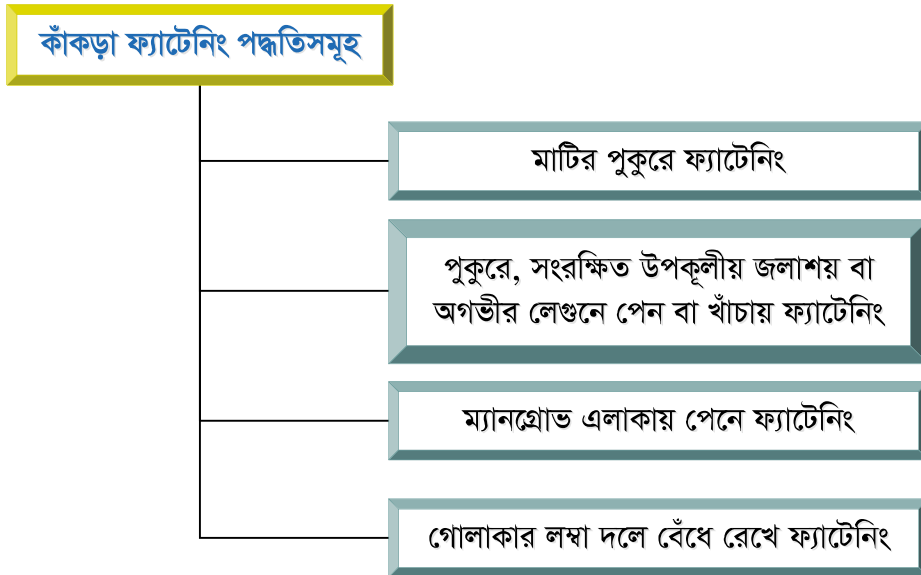 কাঁকড়া ফ্যাটেনিং পদ্ধতিসমূহ
মাটির পুকুরে ফ্যাটেনিং
পুকুরে, সংরক্ষিত উপকূলীয় জলাশয় বা
অগভীর লেগুনে পেন বা খাঁচায় ফ্যাটেনিং
ম্যানগ্রোভ এলাকায় পেনে ফ্যাটেনিং
গোলাকার লম্বা দলে বেঁধে রেখে ফ্যাটেনিং